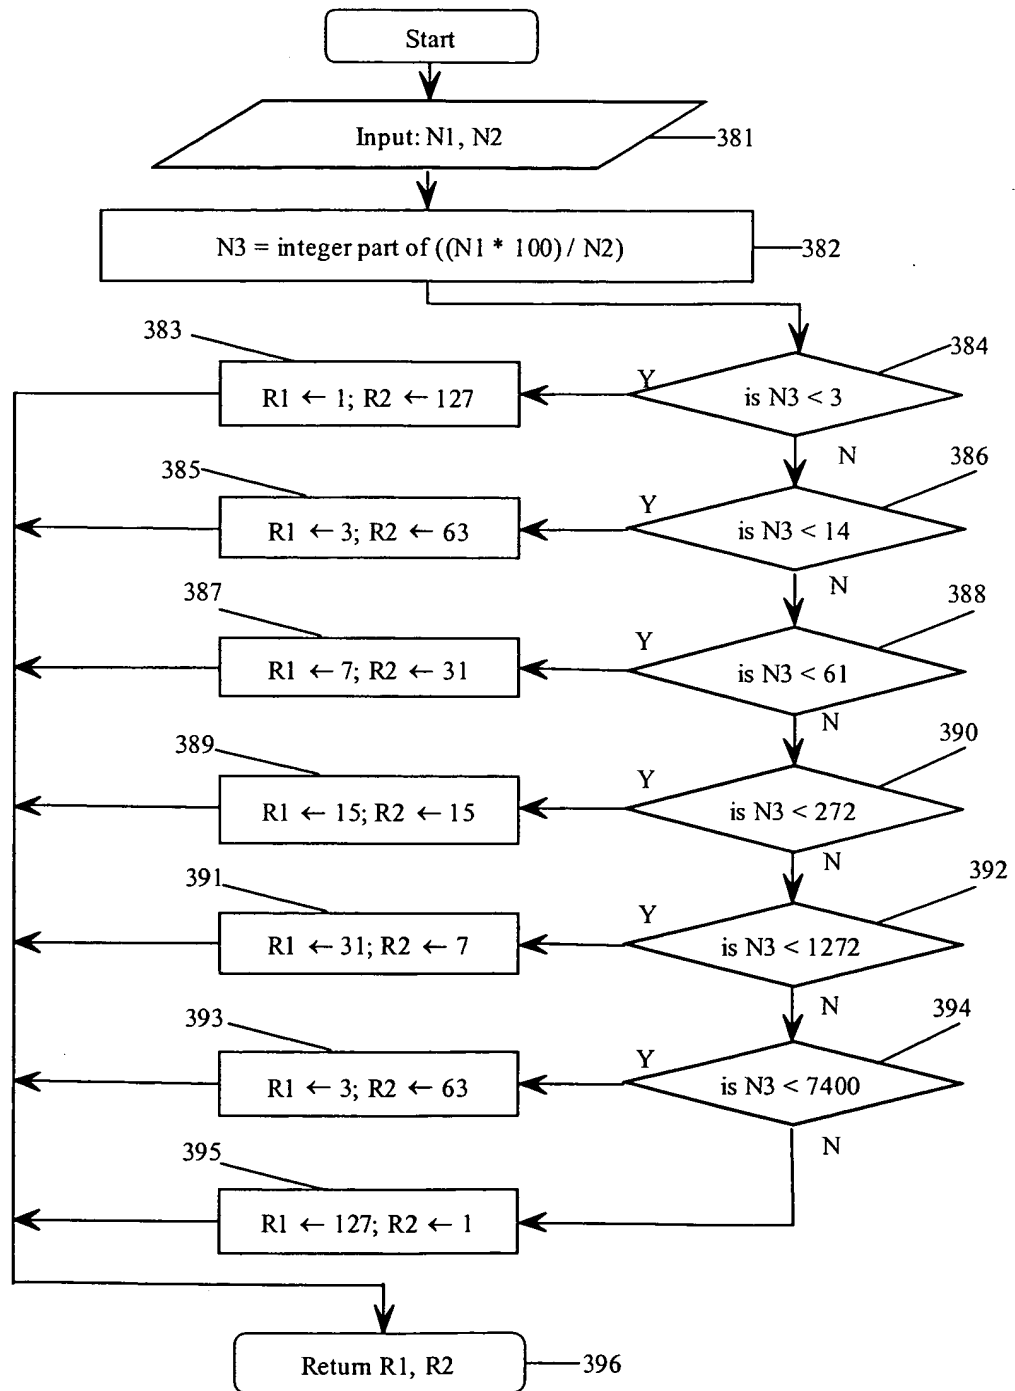 Start
Input: N1, N2
381
N3 = integer part of ((N1 * 100) / N2)
382
383
384
R1 ← 1; R2 ← 127
Y
is N3 < 3
N
385
386
R1 ← 3; R2 ← 63
Y
is N3 < 14
N
387
388
R1 ← 7; R2 ← 31
Y
is N3 < 61
N
389
390
R1 ← 15; R2 ← 15
Y
is N3 < 272
N
391
392
R1 ← 31; R2 ← 7
Y
is N3 < 1272
N
393
394
R1 ← 3; R2 ← 63
Y
is N3 < 7400
N
395
R1 ← 127; R2 ← 1
Return R1, R2
396